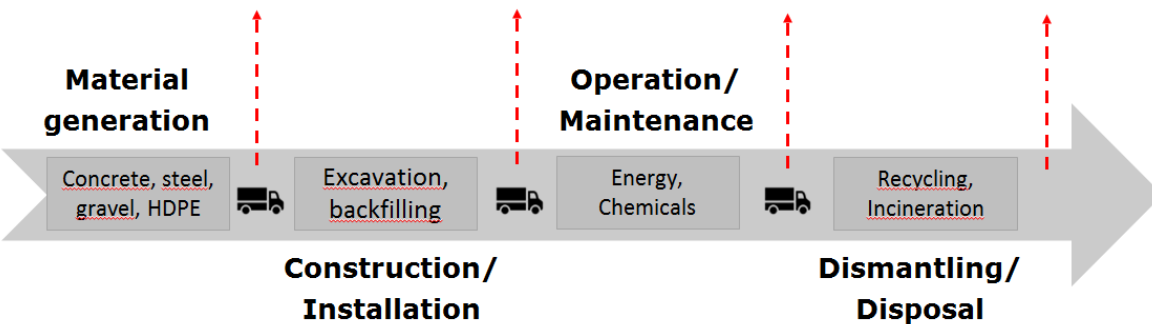 Material
generation
Concrete, steel,
gravel, HDPE
Excavation,
backfilling
Construction/
Installation
Operation/
Maintenance
Energy,
Chemicals
Recycling,
Incineration
Dismantling/
Disposal